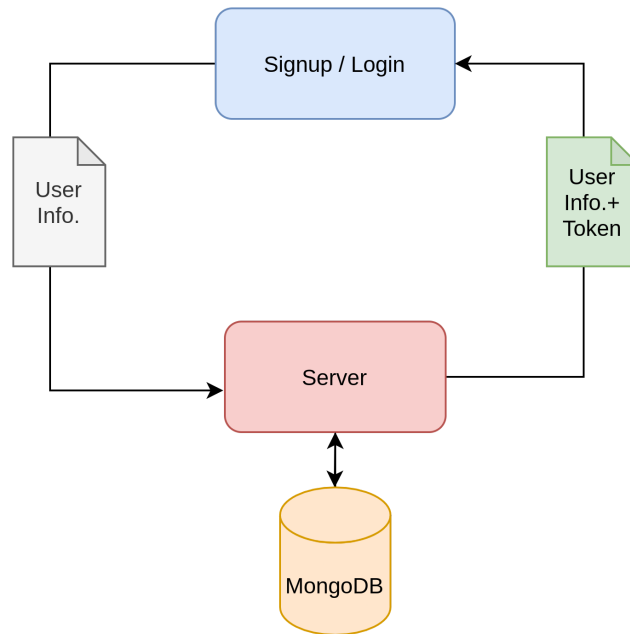 Signup / Login
User
Info.
User
Info.+
Token
Server
MongoDB